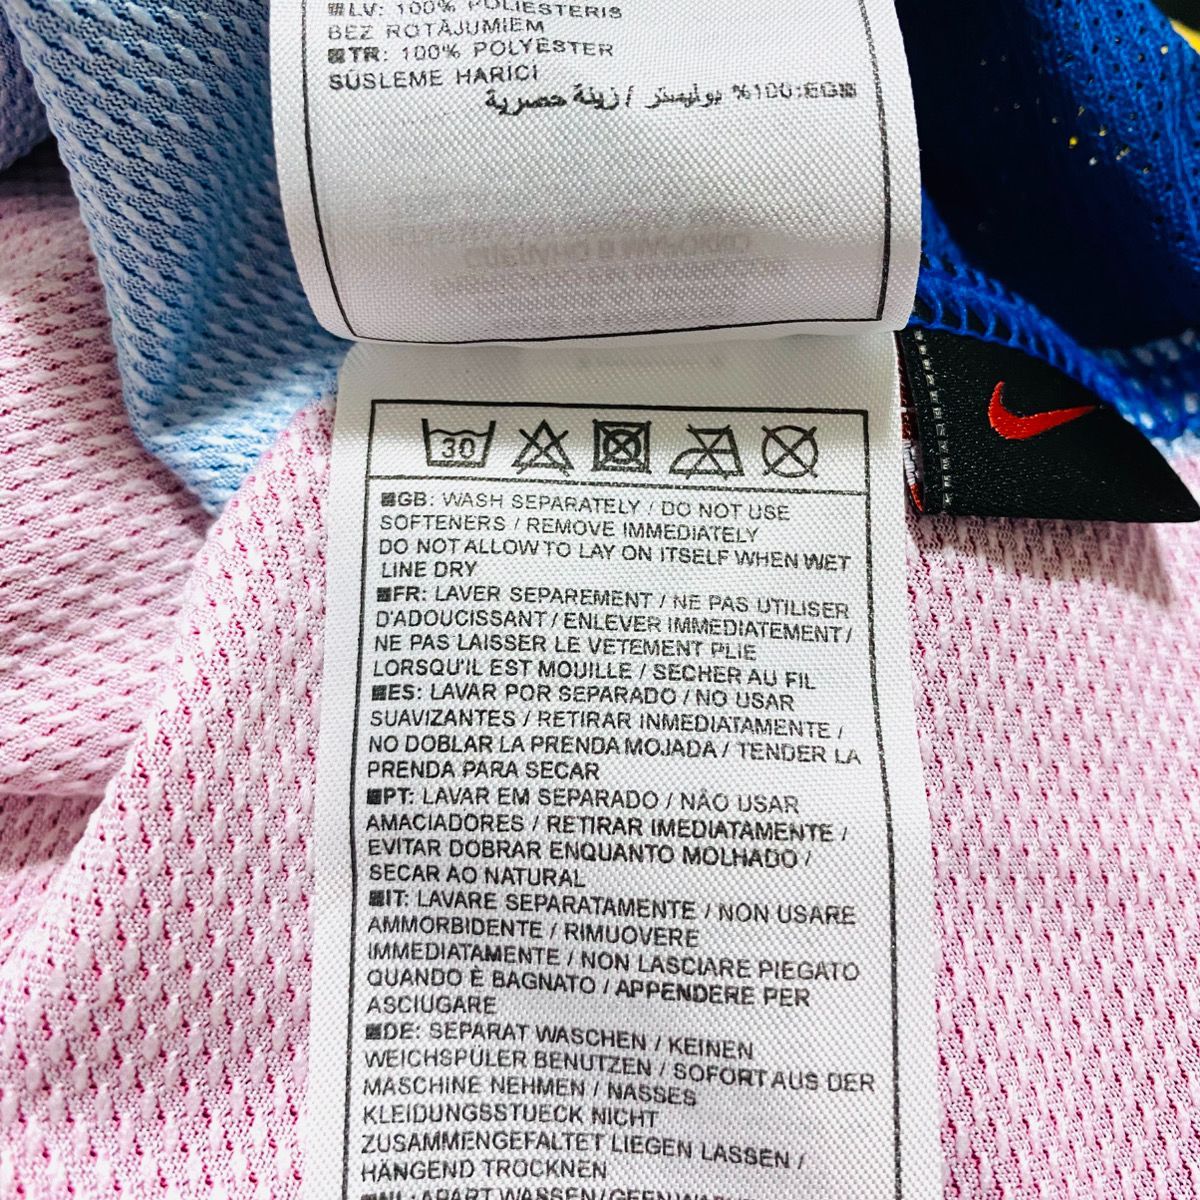 LV: 100% POLIESTERIS
BEZ ROTĀJUMIEM
TR: 100% POLYESTER
SÜSLEME HARİCİ
%100:EG بوليستر / زينة حصرية
30
GB: WASH SEPARATELY / DO NOT USE
SOFTENERS / REMOVE IMMEDIATELY
DO NOT ALLOW TO LAY ON ITSELF WHEN WET
LINE DRY
FR: LAVER SEPAREMENT / NE PAS UTILISER
D'ADOUCISSANT / ENLEVER IMMEDIATEMENT /
NE PAS LAISSER LE VETEMENT PLIE
LORSQU'IL EST MOUILLE / SECHER AU FIL
ES: LAVAR POR SEPARADO / NO USAR
SUAVIZANTES / RETIRAR INMEDIATAMENTE /
NO DOBLAR LA PRENDA MOJADA / TENDER LA
PRENDA PARA SECAR
PT: LAVAR EM SEPARADO / NÃO USAR
AMACIADORES / RETIRAR IMEDIATAMENTE /
EVITAR DOBRAR ENQUANTO MOLHADO /
SECAR AO NATURAL
IT: LAVARE SEPARATAMENTE / NON USARE
AMMORBIDENTE / RIMUOVERE
IMMEDIATAMENTE / NON LASCIARE PIEGATO
QUANDO È BAGNATO / APPENDERE PER
ASCIUGARE
DE: SEPARAT WASCHEN / KEINEN
WEICHSPÜLER BENUTZEN / SOFORT AUS DER
MASCHINE NEHMEN / NASSES
KLEIDUNGSSTUECK NICHT
ZUSAMMENGEFALTET LIEGEN LASSEN /
HÄNGEND TROCKNEN
NL: APART WASSEN / GEEN